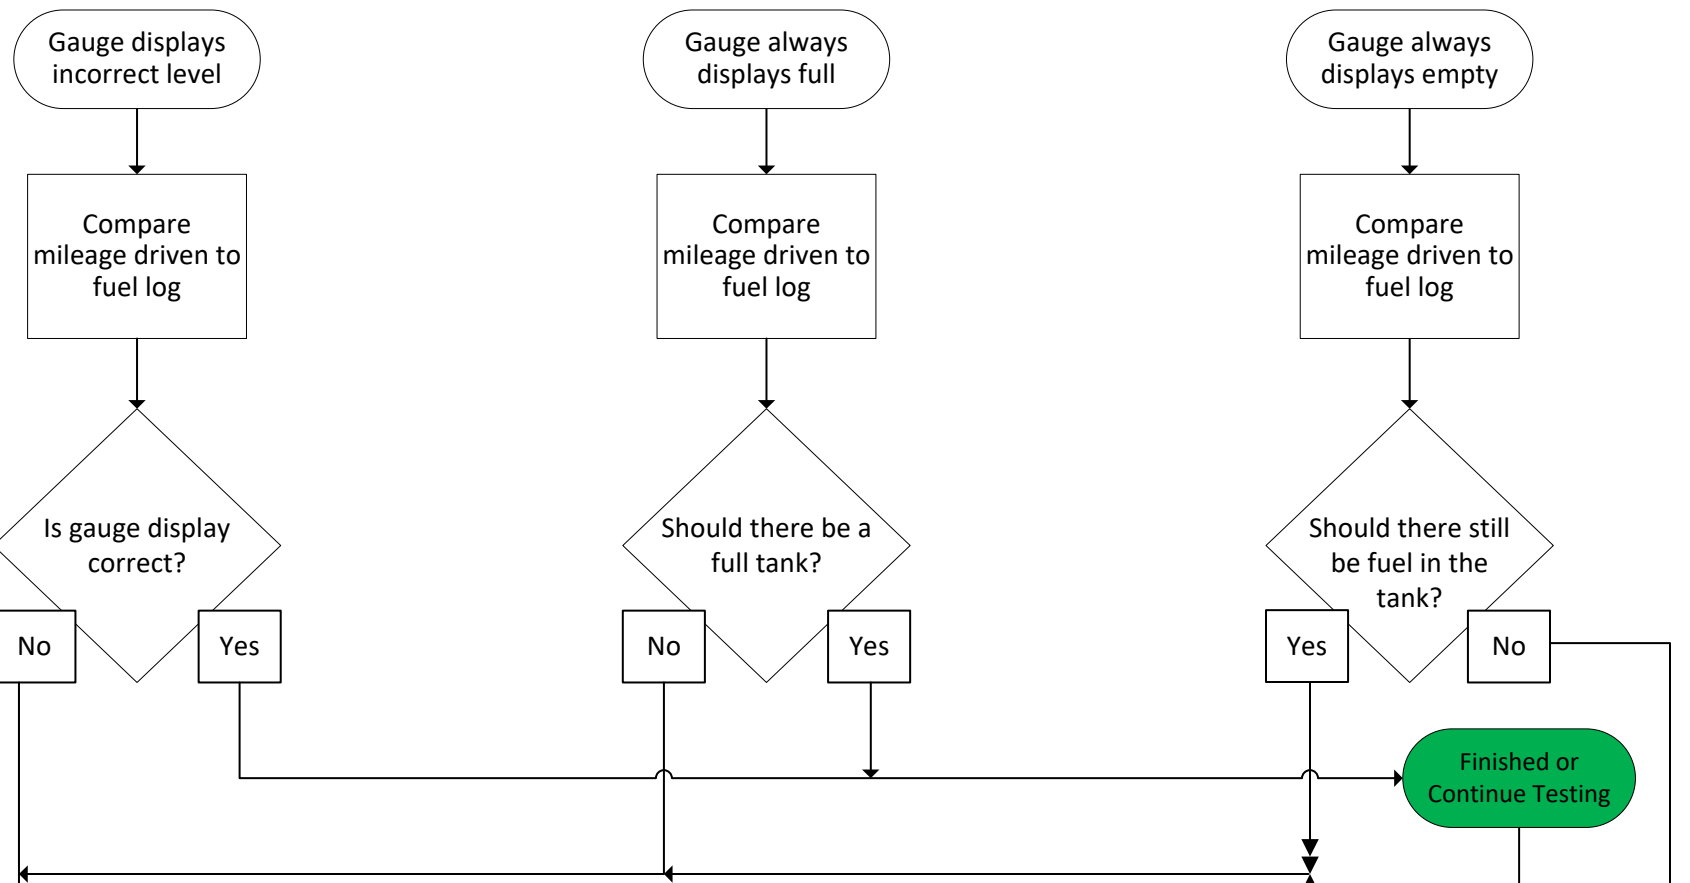 Gauge displays
incorrect level
Gauge always
displays full
Gauge always
displays empty
Compare
mileage driven to
fuel log
Compare
mileage driven to
fuel log
Compare
mileage driven to
fuel log
Is gauge display
correct?
Should there be a
full tank?
Should there still
be fuel in the
tank?
No
Yes
No
Yes
Yes
No
Finished or
Continue Testing